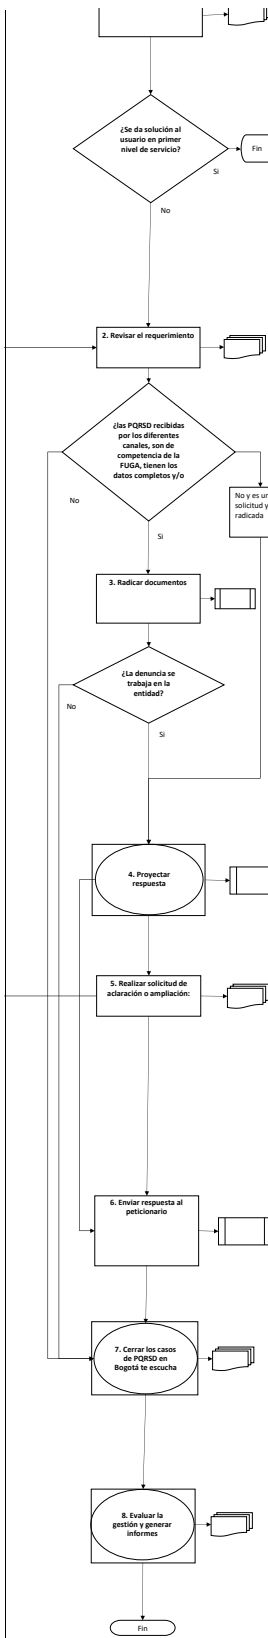 ¿Se da solución al
usuario en primer
nivel de servicio?
Fin
Si
No
2. Revisar el requerimiento
¿las PQRSD recibidas
por los diferentes
canales, son de
competencia de la
FUGA, tienen los
datos completos y/o
No
No y es un
solicitud y
radicada
Si
3. Radicar documentos
¿La denuncia se
trabaja en la
entidad?
No
Si
4. Proyectar
respuesta
5. Realizar solicitud de
aclaración o ampliación:
6. Enviar respuesta al
peticionario
7. Cerrar los casos
de PQRSD en
Bogotá te escucha
8. Evaluar la
gestión y generar
informes
Fin